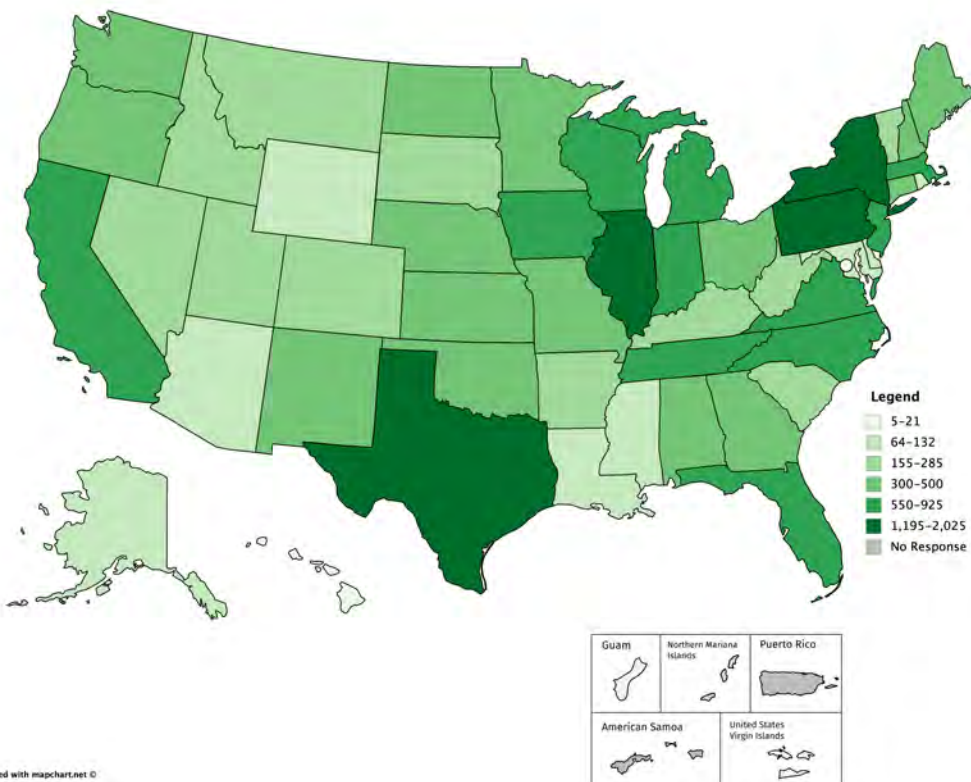 Legend
5-21
64-132
155-285
300-500
550-925
1,195-2,025
No Response
Guam
Northern Mariana
Islands
Puerto Rico
American Samoa
United States
Virgin Islands
ed with mapchart.net ©